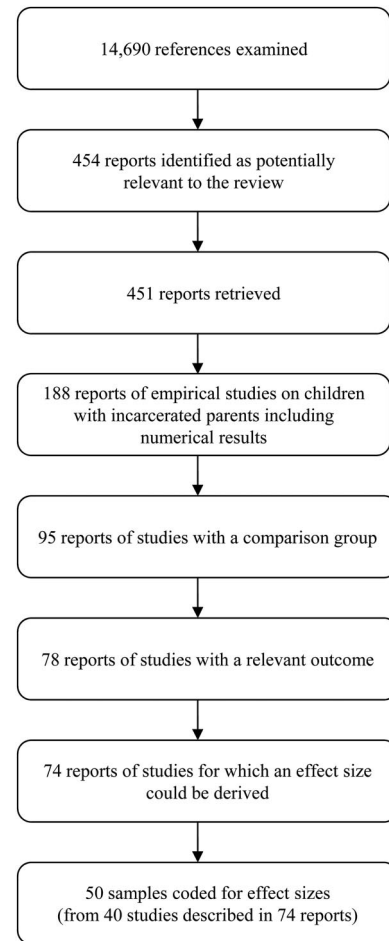 14,690 references examined
454 reports identified as potentially
relevant to the review
451 reports retrieved
188 reports of empirical studies on children
with incarcerated parents including
numerical results
95 reports of studies with a comparison group
78 reports of studies with a relevant outcome
74 reports of studies for which an effect size
could be derived
50 samples coded for effect sizes
(from 40 studies described in 74 reports)